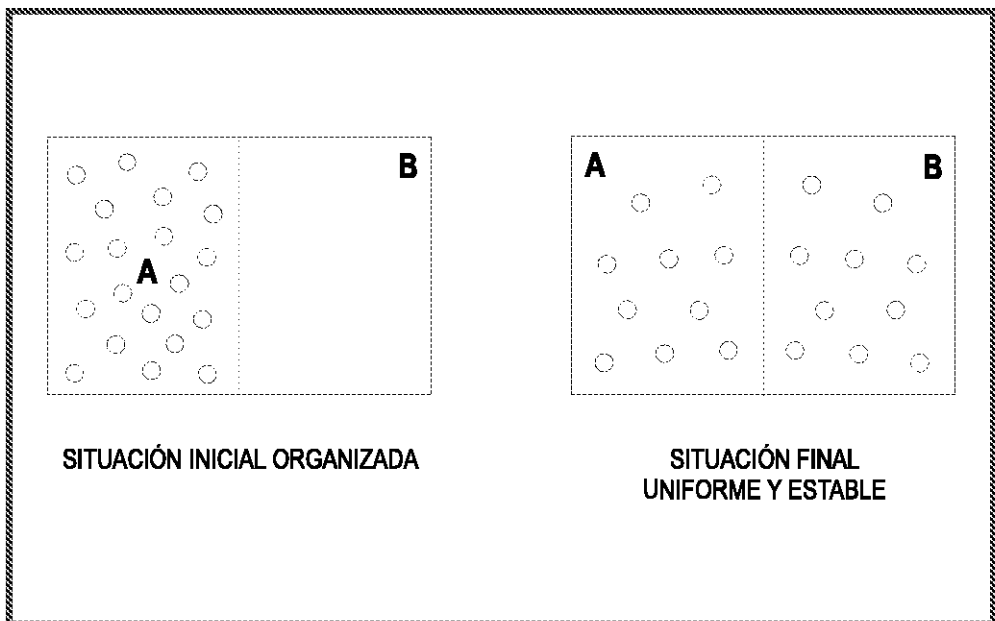 B
A
SITUACIÓN INICIAL ORGANIZADA
A
B
SITUACIÓN FINAL
UNIFORME Y ESTABLE